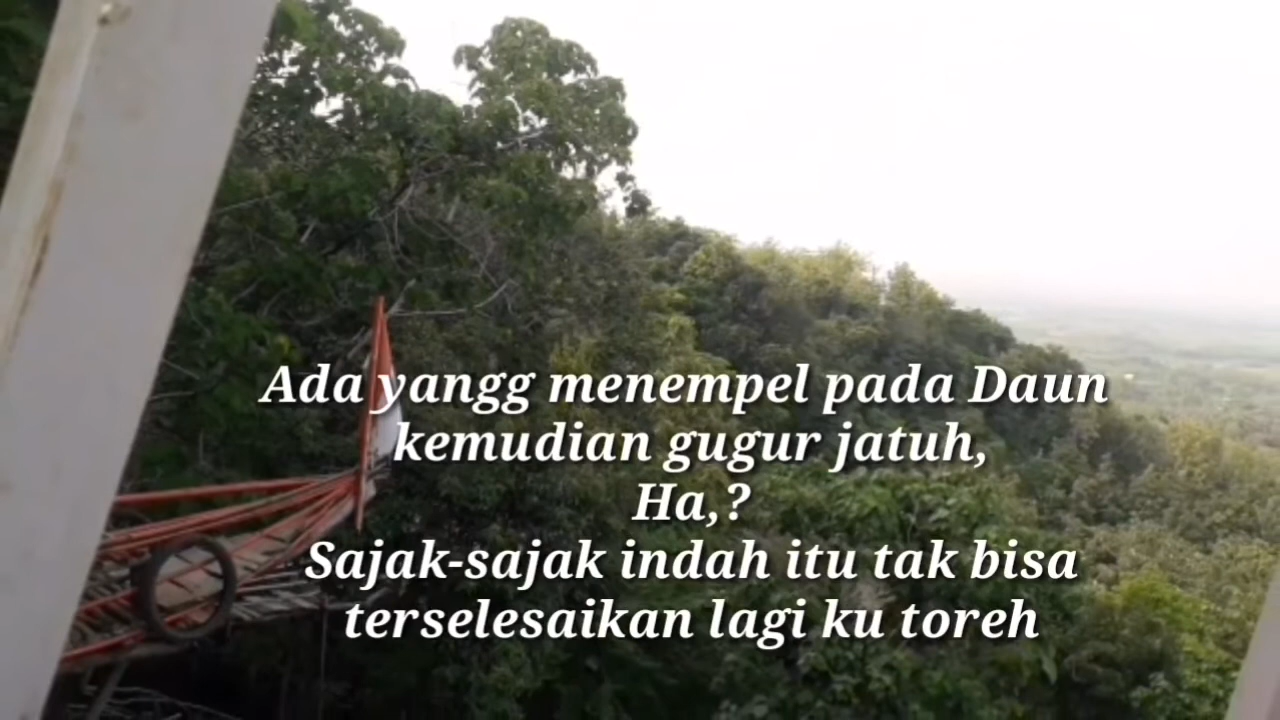 Ada yangg menempel pada Daun
kemudian gugur jatuh,
Ha,?
Sajak-sajak indah itu tak bisa
terselesaikan lagi ku toreh